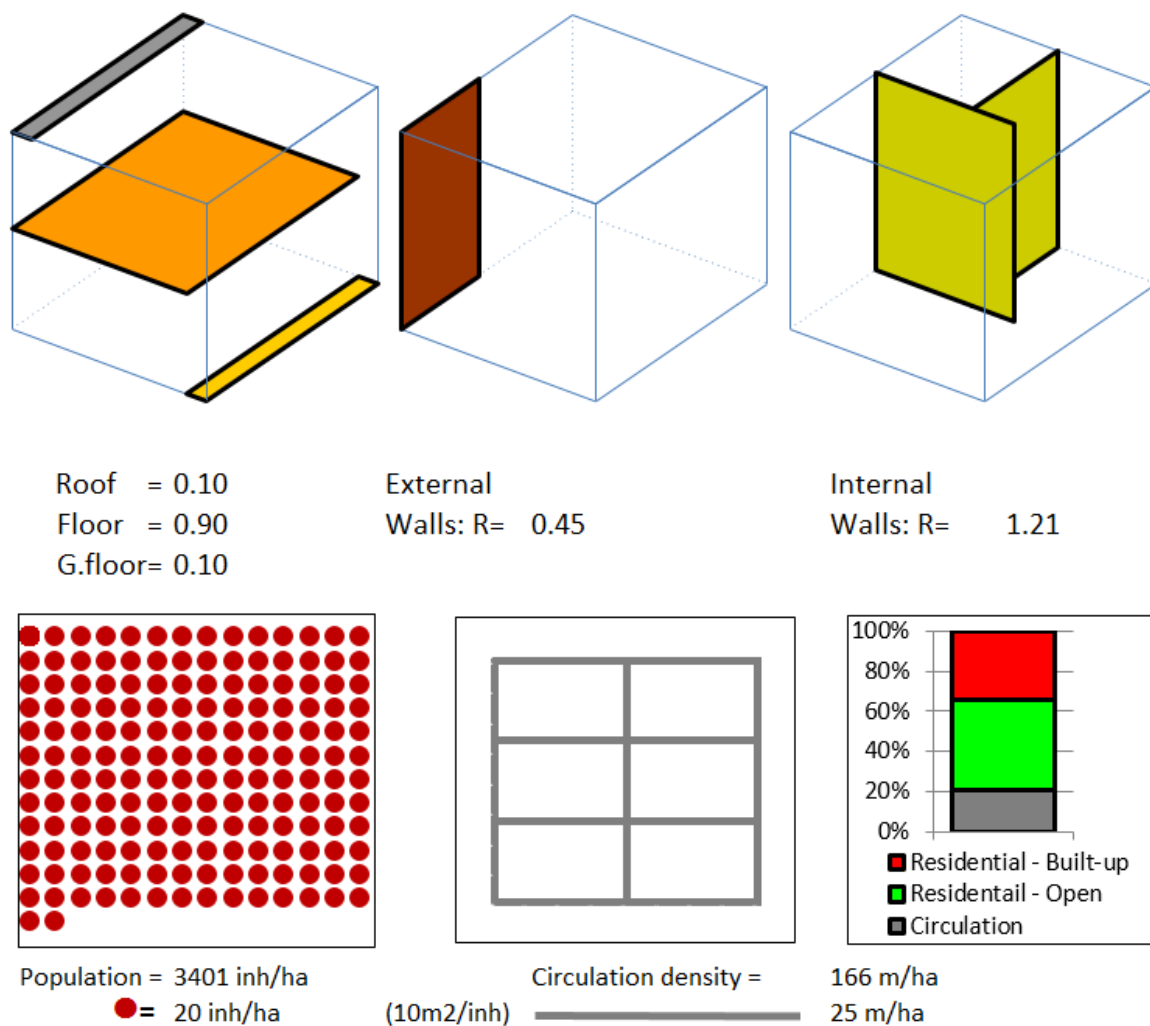 Roof = 0.10
Floor = 0.90
G.floor= 0.10
External
Walls: R= 0.45
Internal
Walls: R= 1.21
100%
80%
60%
40%
20%
0%
Residential - Built-up
Residentail - Open
Circulation
Population = 3401 inh/ha
= 20 inh/ha
(10m2/inh)
Circulation density = 166 m/ha
25 m/ha